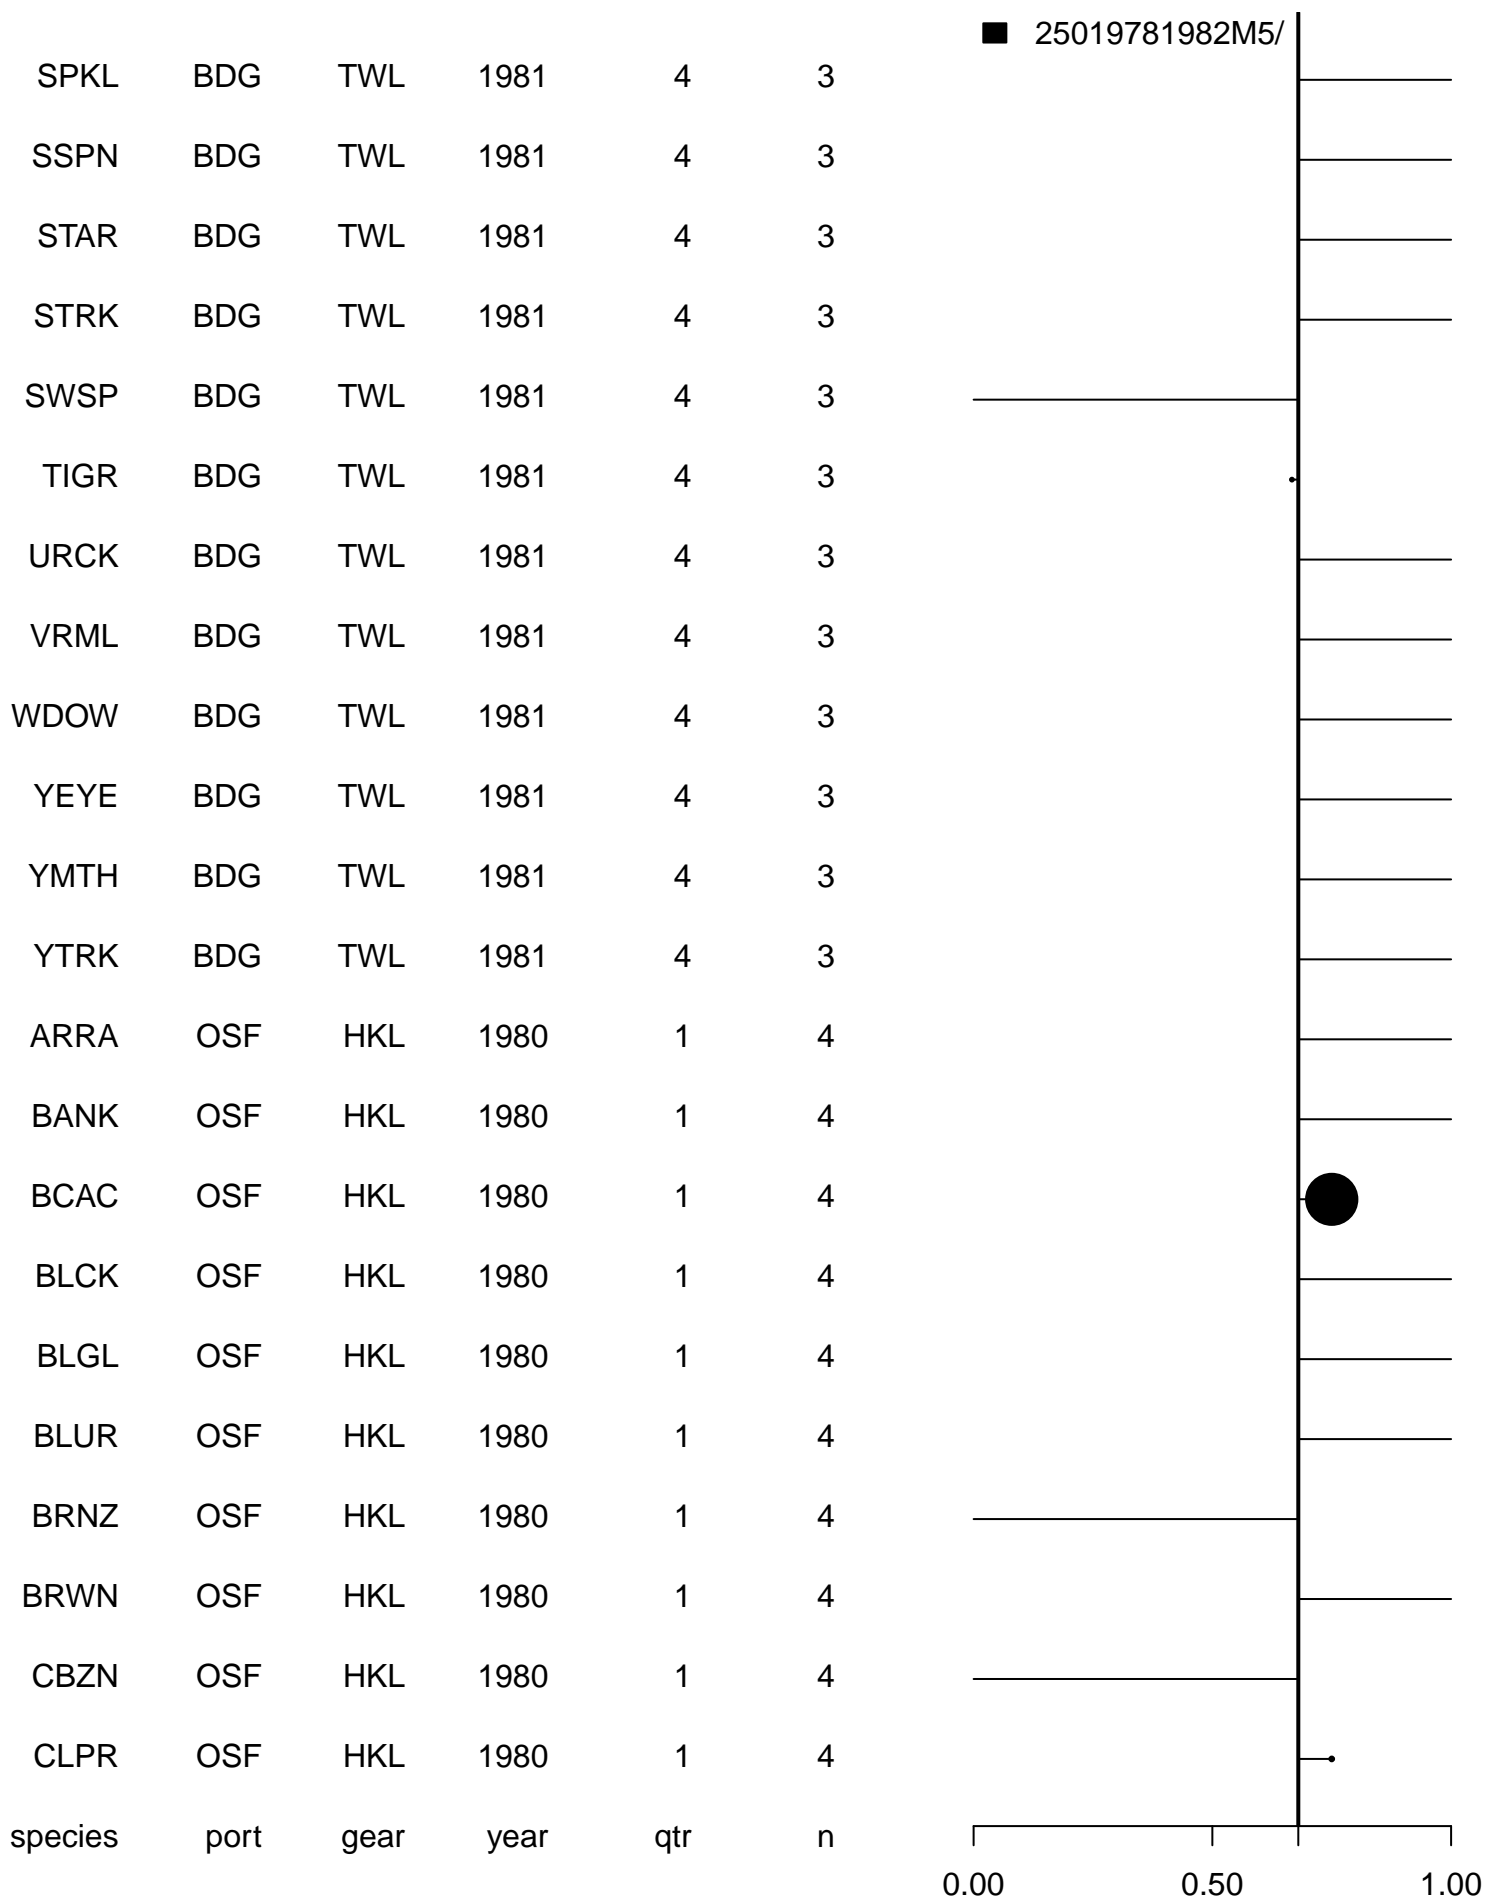 25019781982M5/
SPKL BDG TWL 1981 4 3
SSPN BDG TWL 1981 4 3
STAR BDG TWL 1981 4 3
STRK BDG TWL 1981 4 3
SWSP BDG TWL 1981 4 3
TIGR BDG TWL 1981 4 3
URCK BDG TWL 1981 4 3
VRML BDG TWL 1981 4 3
WDOW BDG TWL 1981 4 3
YEYE BDG TWL 1981 4 3
YMTH BDG TWL 1981 4 3
YTRK BDG TWL 1981 4 3
ARRA OSF HKL 1980 1 4
BANK OSF HKL 1980 1 4
BCAC OSF HKL 1980 1 4
BLCK OSF HKL 1980 1 4
BLGL OSF HKL 1980 1 4
BLUR OSF HKL 1980 1 4
BRNZ OSF HKL 1980 1 4
BRWN OSF HKL 1980 1 4
CBZN OSF HKL 1980 1 4
CLPR OSF HKL 1980 1 4
species port gear year qtr n
0.00 0.50 1.00